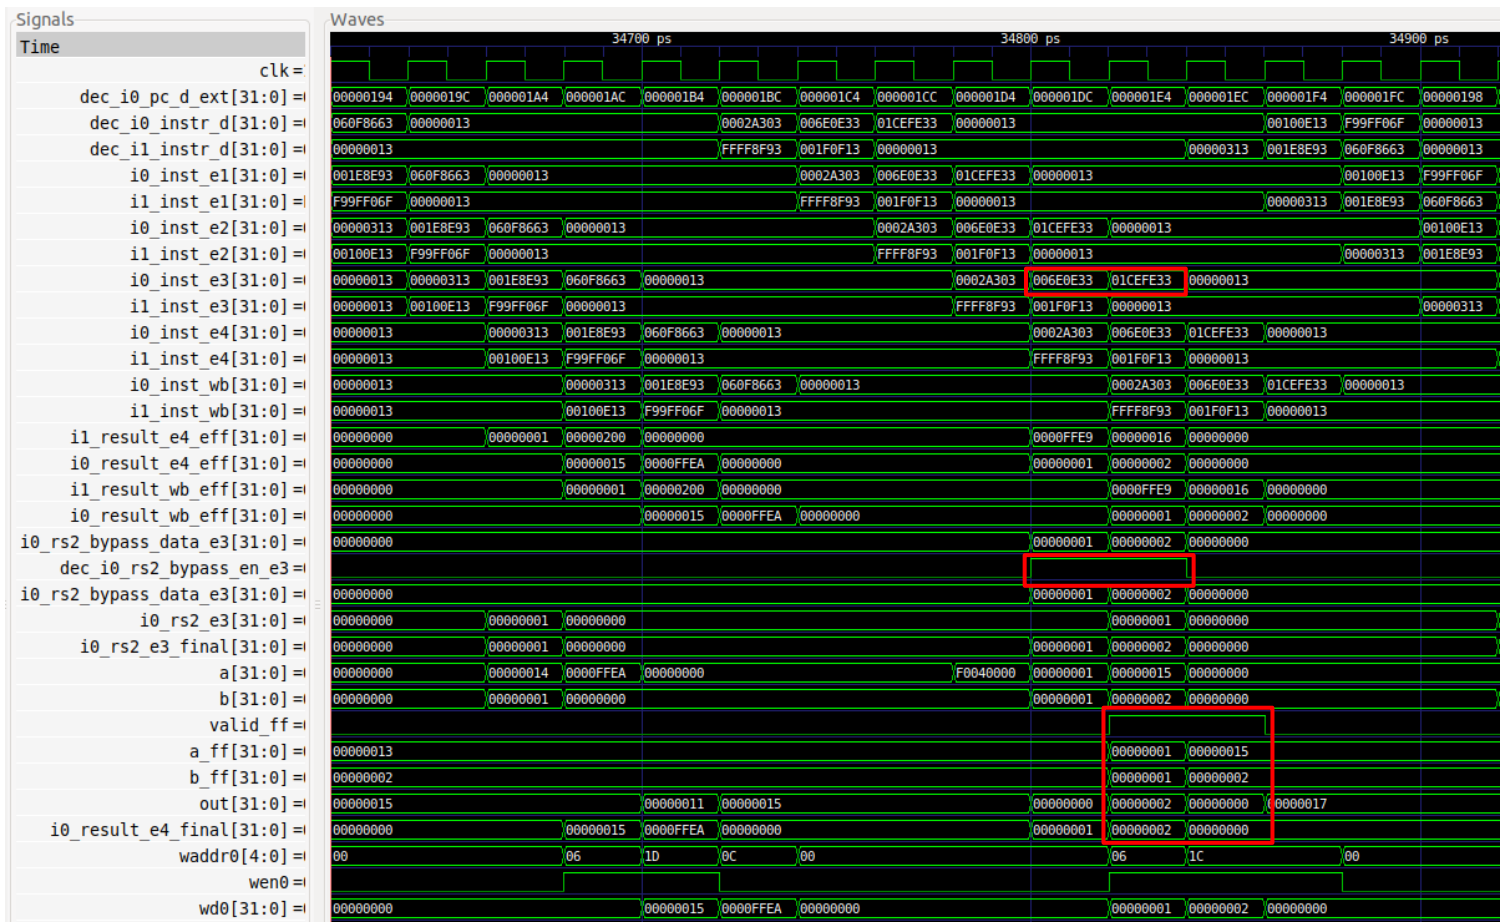 Signals Waves
Time 34700 ps 34800 ps 34900 ps
clk =
dec_i0_pc_d_ext[31:0] = 00000194 0000019C 000001A4 000001AC 000001B4 000001BC 000001C4 000001CC 000001D4 000001DC 000001E4 000001EC 000001F4 000001FC 00000198
dec_i0_instr_d[31:0] = 060F8663 00000013 0002A303 006E0E33 01CEFE33 00000013 00100E13 F99FF06F 00000013
dec_i1_instr_d[31:0] = 00000013 FFFF8F93 001F0F13 00000013 00000313 001E8E93 060F8663 00000013
i0_inst_e1[31:0] = 001E8E93 060F8663 00000013 0002A303 006E0E33 01CEFE33 00000013 00100E13 F99FF06F
i1_inst_e1[31:0] = F99FF06F 00000013 FFFF8F93 001F0F13 00000013 00000313 001E8E93 060F8663
i0_inst_e2[31:0] = 00000313 001E8E93 060F8663 00000013 0002A303 006E0E33 01CEFE33 00000013 00100E13
i1_inst_e2[31:0] = 00100E13 F99FF06F 00000013 FFFF8F93 001F0F13 00000013 00000313 001E8E93
i0_inst_e3[31:0] = 00000013 00000313 001E8E93 060F8663 00000013 0002A303 006E0E33 01CEFE33 00000013
i1_inst_e3[31:0] = 00000013 00100E13 F99FF06F 00000013 FFFF8F93 001F0F13 00000013 00000313
i0_inst_e4[31:0] = 00000013 00000313 001E8E93 060F8663 00000013 0002A303 006E0E33 01CEFE33 00000013
i1_inst_e4[31:0] = 00000013 00100E13 F99FF06F 00000013 FFFF8F93 001F0F13 00000013
i0_inst_wb[31:0] = 00000013 00000313 001E8E93 060F8663 00000013 0002A303 006E0E33 01CEFE33 00000013
i1_inst_wb[31:0] = 00000013 00100E13 F99FF06F 00000013 FFFF8F93 001F0F13 00000013
i1_result_e4_eff[31:0] = 00000000 00000001 00000200 00000000 0000FFE9 00000016 00000000
i0_result_e4_eff[31:0] = 00000000 00000015 0000FFEA 00000000 00000001 00000002 00000000
i1_result_wb_eff[31:0] = 00000000 00000001 00000200 00000000 0000FFE9 00000016 00000000
i0_result_wb_eff[31:0] = 00000000 00000015 0000FFEA 00000000 00000001 00000002 00000000
i0_rs2_bypass_data_e3[31:0] = 00000000 00000001 00000002 00000000
dec_i0_rs2_bypass_en_e3 =
i0_rs2_bypass_data_e3[31:0] = 00000000 00000001 00000002 00000000
i0_rs2_e3[31:0] = 00000000 00000001 00000000 00000001 00000000
i0_rs2_e3_final[31:0] = 00000000 00000001 00000000 00000001 00000002 00000000
a[31:0] = 00000000 00000014 0000FFEA 00000000 F0040000 00000001 00000015 00000000
b[31:0] = 00000000 00000001 00000000 00000001 00000002 00000000
valid_ff =
a_ff[31:0] = 00000013 00000001 00000015
b_ff[31:0] = 00000002 00000001 00000002
out[31:0] = 00000015 00000011 00000015 00000000 00000002 00000000 00000017
i0_result_e4_final[31:0] = 00000000 00000015 0000FFEA 00000000 00000001 00000002 00000000
waddr0[4:0] = 00 06 1D 0C 00 06 1C 00
wen0 =
wd0[31:0] = 00000000 00000015 0000FFEA 00000000 00000001 00000002 00000000